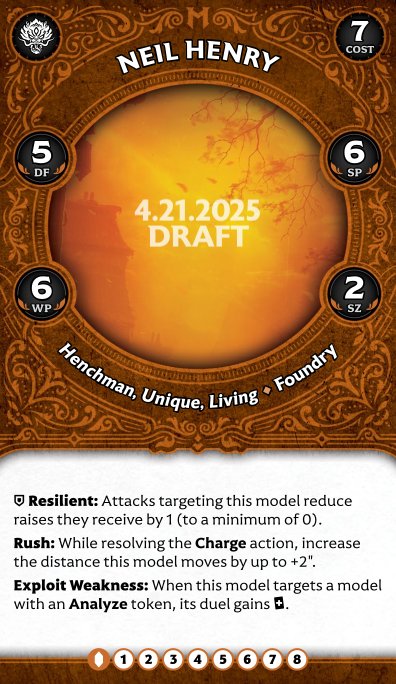 NEIL HENRY
7
COST
5
DF
6
SP
4.21.2025
DRAFT
6
WP
2
SZ
Henchman, Unique, Living ♦ Foundry
Resilient: Attacks targeting this model reduce
raises they receive by 1 (to a minimum of 0).
Rush: While resolving the Charge action, increase
the distance this model moves by up to +2".
Exploit Weakness: When this model targets a model
with an Analyze token, its duel gains .
1 2 3 4 5 6 7 8